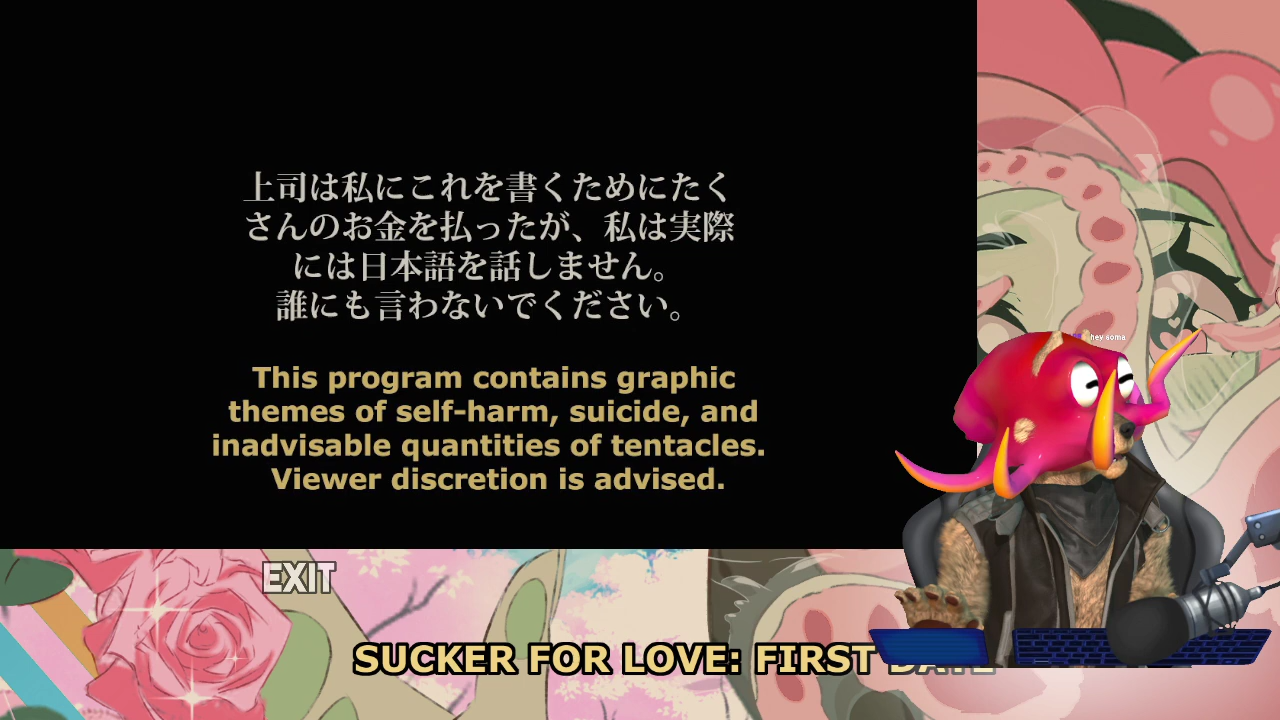 上司は私にこれを書くためにたく
さんのお金を払ったが、私は実際
には日本語を話しません。
誰にも言わないでください。
This program contains graphic
themes of self-harm, suicide, and
inadvisable quantities of tentacles.
Viewer discretion is advised.
hey soma
EXIT
SUCKER FOR LOVE: FIRST DATE